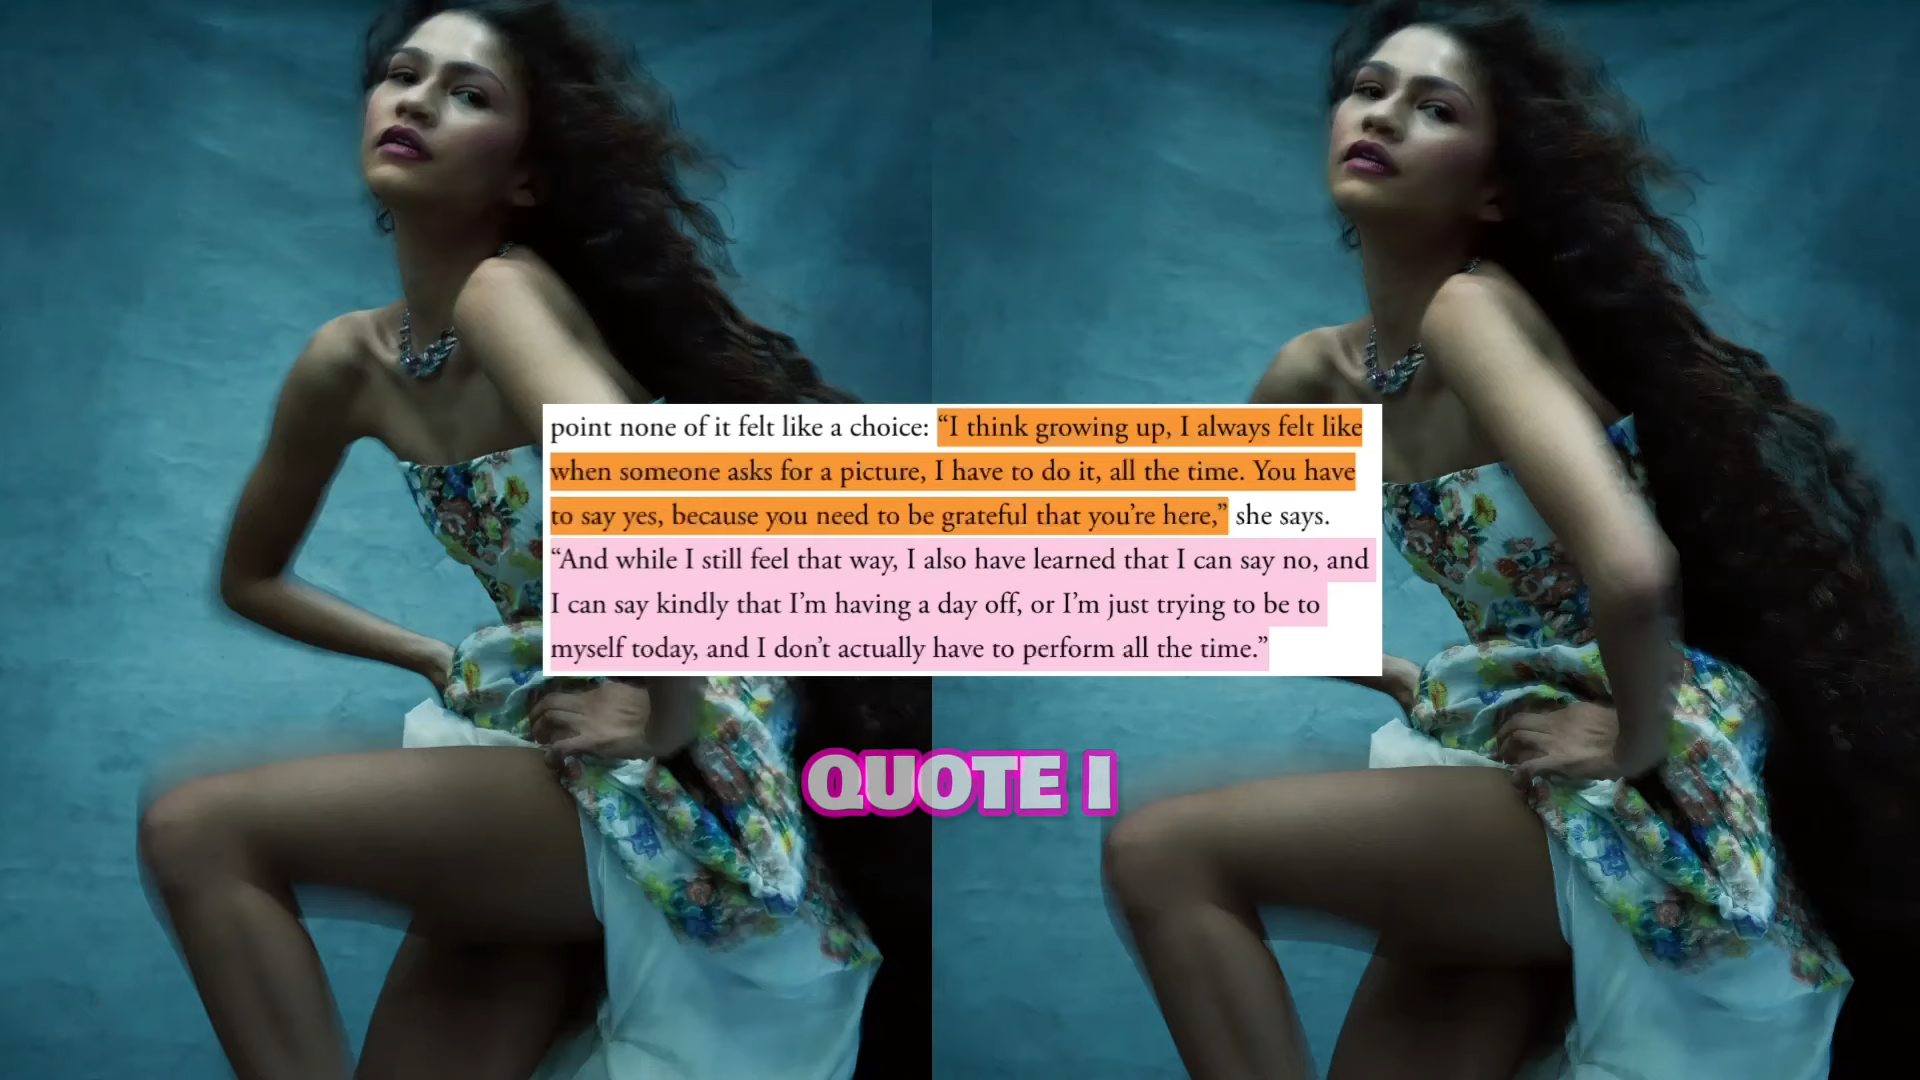 point none of it felt like a choice: “I think growing up, I always felt like
when someone asks for a picture, I have to do it, all the time. You have
to say yes, because you need to be grateful that you’re here,” she says.
“And while I still feel that way, I also have learned that I can say no, and
I can say kindly that I’m having a day off, or I’m just trying to be to
myself today, and I don’t actually have to perform all the time.”
QUOTE I